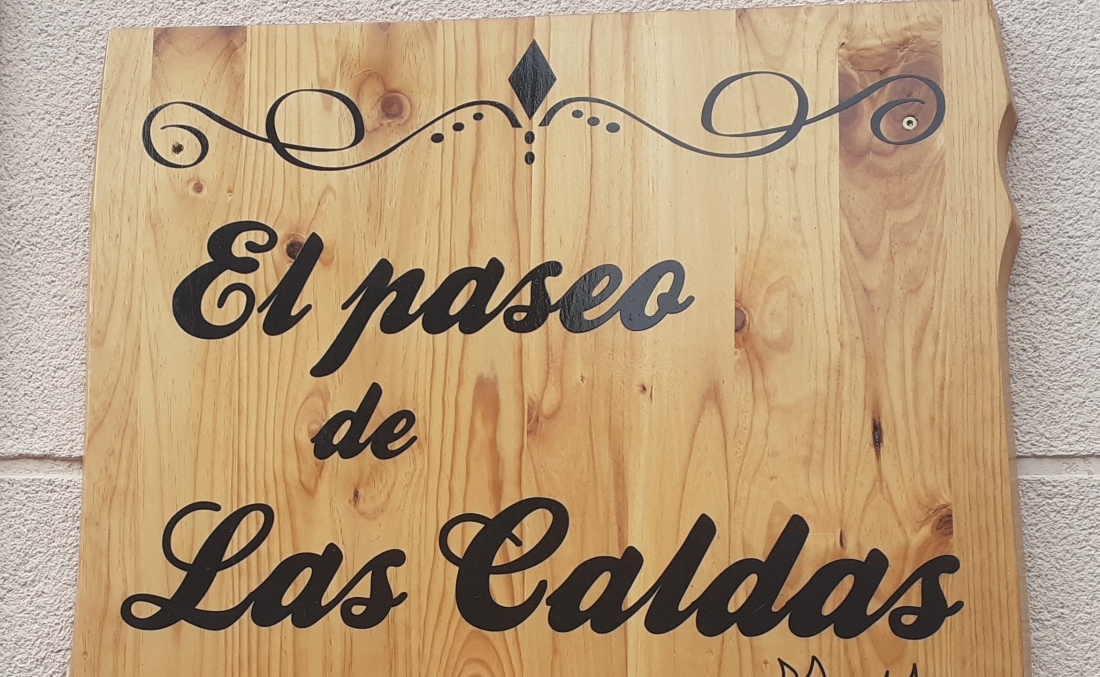 El paseo
de
Las Caldas